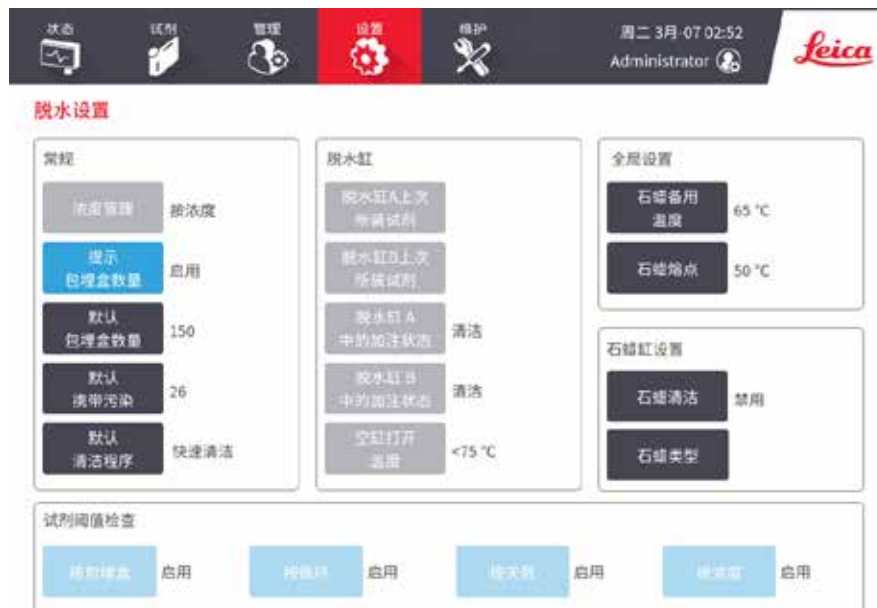 状态
试剂
管理
设置
维护
周二 3月-07 02:52
Administrator
Leica
脱水设置
常规
浓度管理 按浓度
提示
包埋盒数量 启用
默认
包埋盒数量 150
默认
携带污染 26
默认
清洁程序 快速清洁
脱水缸
脱水缸A上次
所装试剂
脱水缸B上次
所装试剂
脱水缸 A
中的加注状态 清洁
脱水缸 B
中的加注状态 清洁
空缸打开
温度 <75 °C
全局设置
石蜡备用
温度 65 °C
石蜡熔点 50 °C
石蜡缸设置
石蜡清洁 禁用
石蜡类型
试剂阈值检查
按包埋盒 启用 按循环 启用 按天数 启用 按浓度 启用